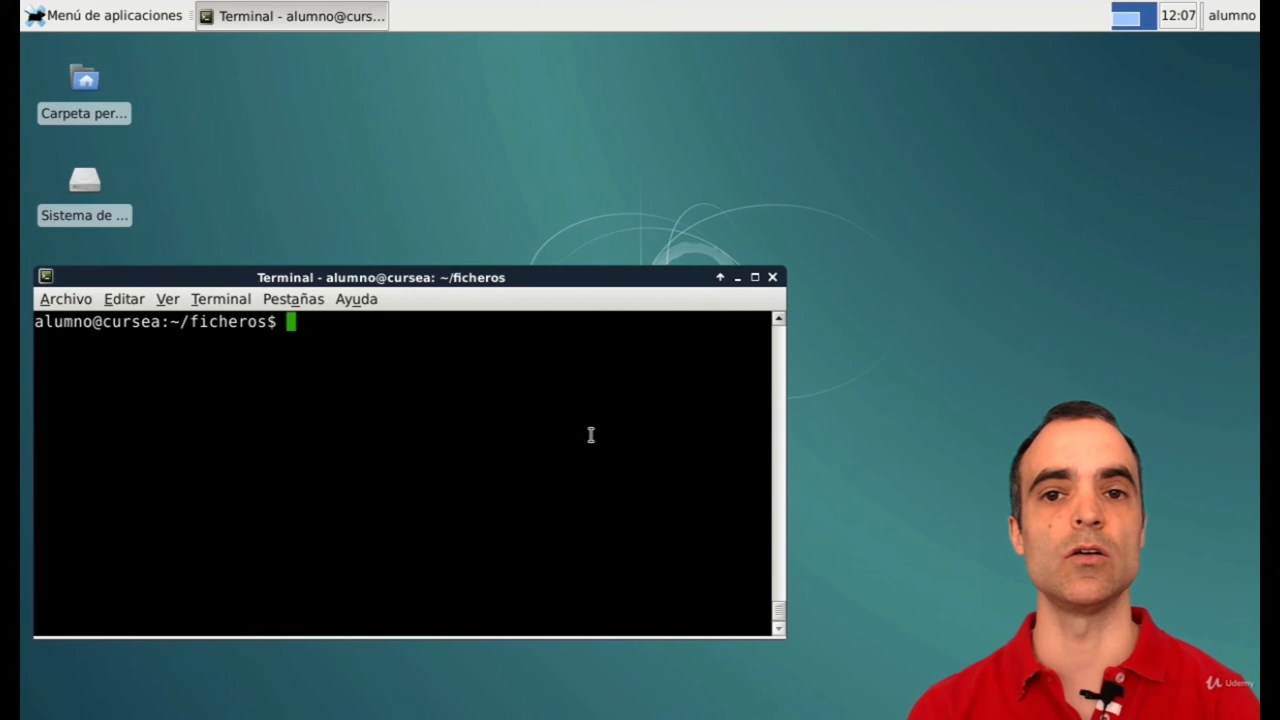 Menú de aplicaciones
Terminal - alumno@curs...
12:07
alumno
Carpeta per...
Sistema de ...
Terminal - alumno@cursea: ~/ficheros
Archivo Editar Ver Terminal Pestañas Ayuda
alumno@cursea:~/ficheros$
Udemy